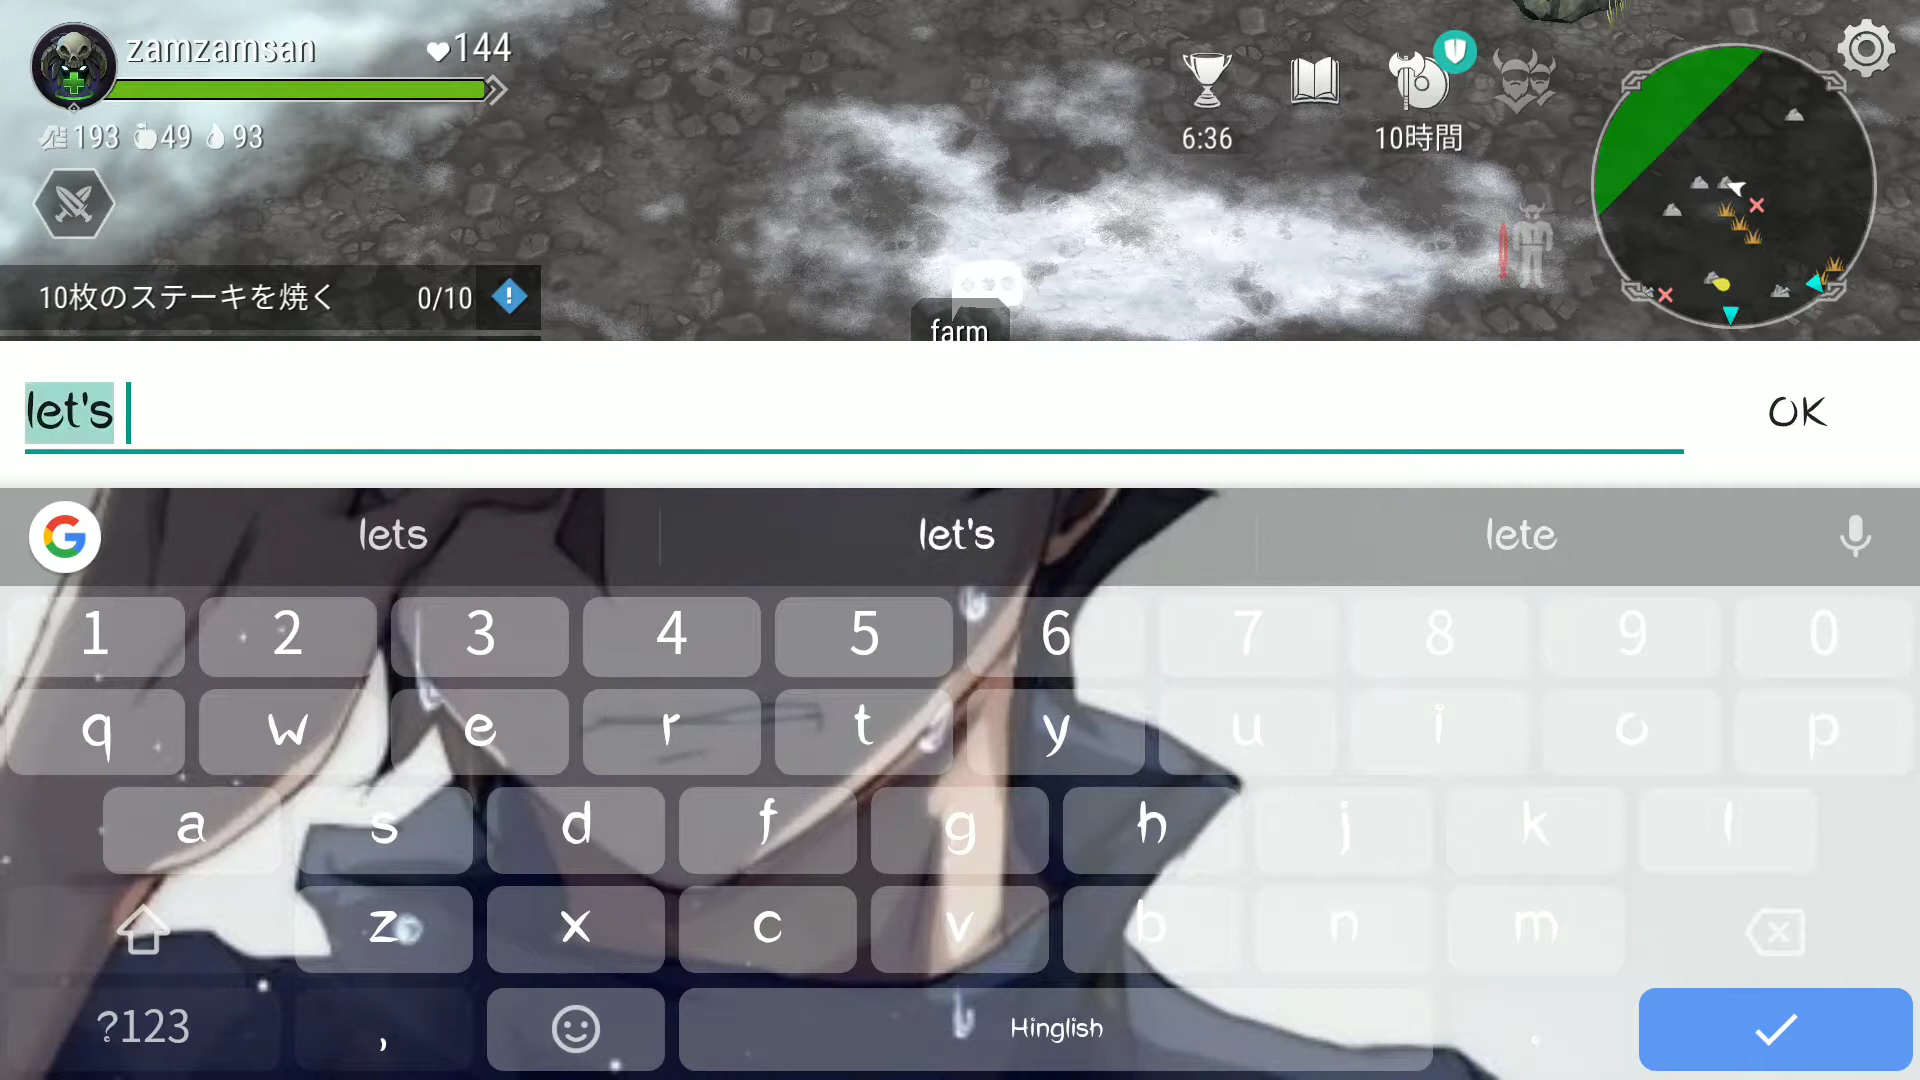 zamzamsan 144
193 49 93
6:36
10時間
10枚のステーキを焼く 0/10
farm
let's
OK
lets let's lete
1 2 3 4 5 6 7 8 9 0
q w e r t y u i o p
a s d f g h j k l
z x c v b n m
?123 , Hinglish .